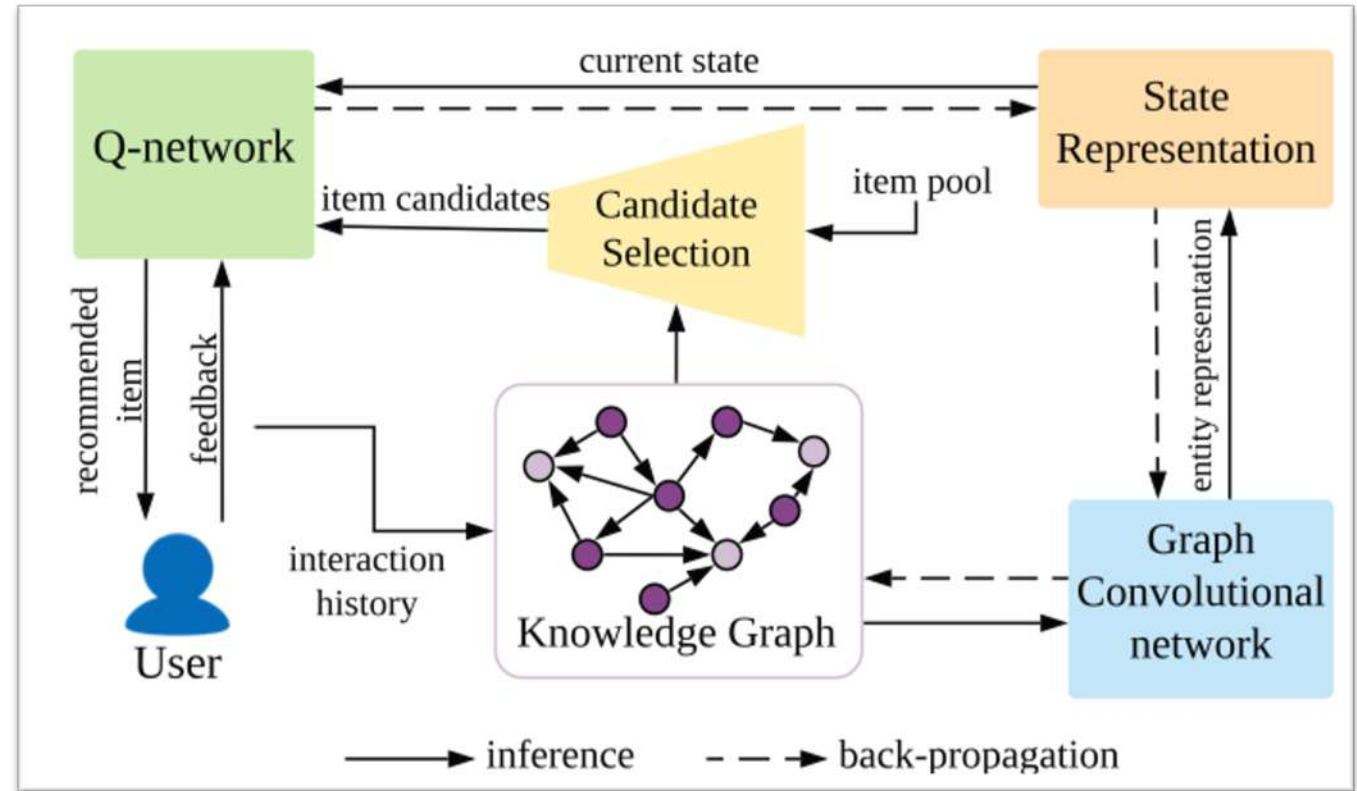 current state
State
Representation
Q-network
item candidates
Candidate
Selection
item pool
recommended
item
feedback
entity representation
interaction
history
Knowledge Graph
Graph
Convolutional
network
User
inference
back-propagation